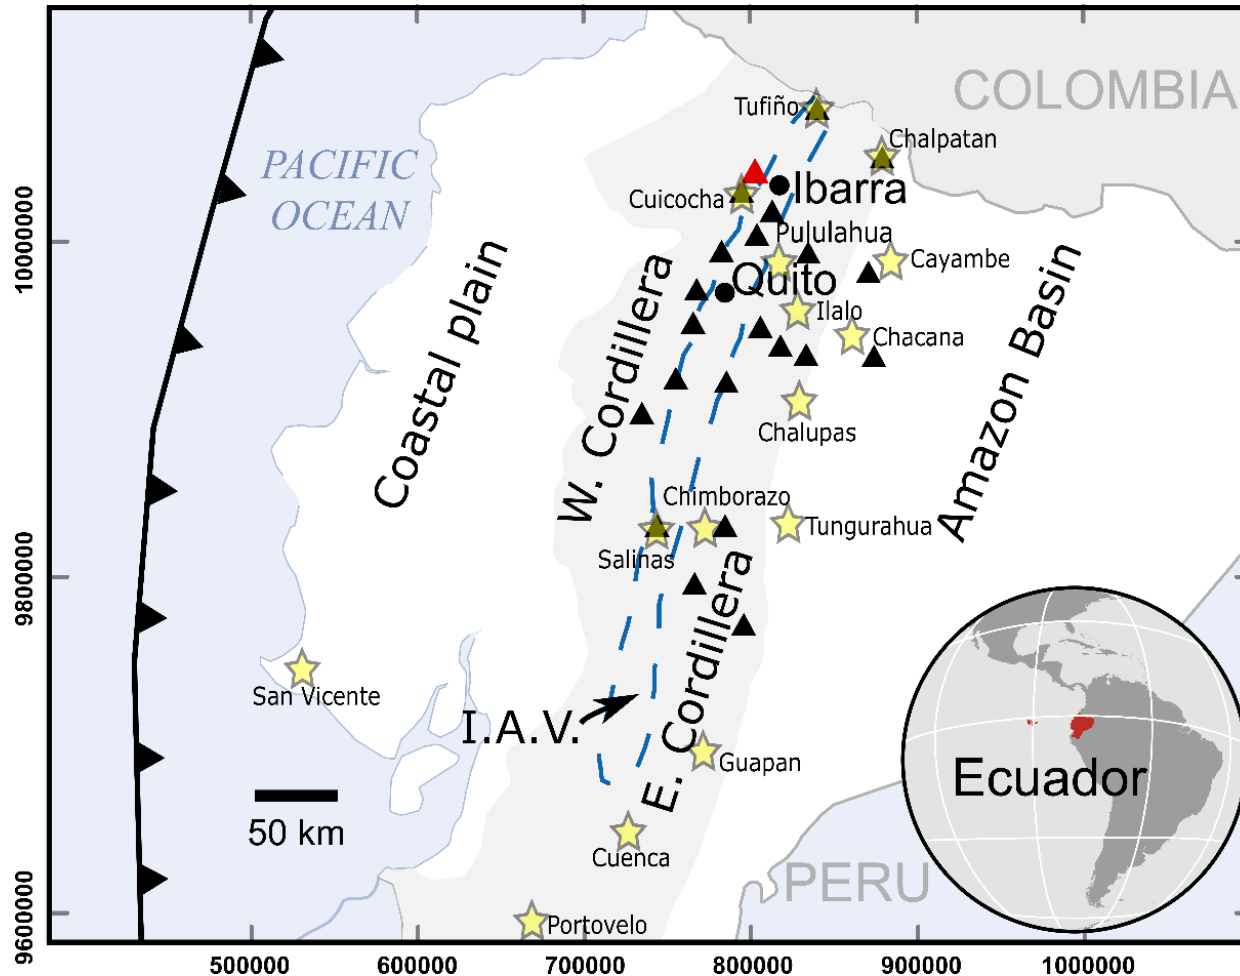 COLOMBIA
Tufiño
Chalpatan
PACIFIC
OCEAN
Ibarra
Cuicocha
Pululahua
Cayambe
Quito
Ilalo
Chacana
Coastal plain
W. Cordillera
Amazon Basin
Chalupas
Chimborazo
Tungurahua
Salinas
E. Cordillera
San Vicente
I.A.V.
Guapan
Ecuador
50 km
Cuenca
PERU
Portovelo
10000000
9800000
9600000
500000
600000
700000
800000
900000
1000000